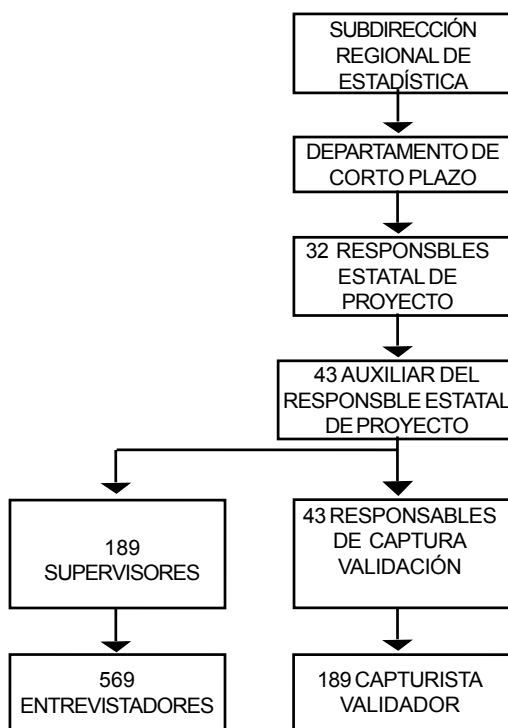 SUBDIRECCIÓN
REGIONAL DE
ESTADÍSTICA
DEPARTAMENTO DE
CORTO PLAZO
32 RESPONSBLES
ESTATAL DE
PROYECTO
43 AUXILIAR DEL
RESPONSBLE ESTATAL
DE PROYECTO
189
SUPERVISORES
43 RESPONSABLES
DE CAPTURA
VALIDACIÓN
569
ENTREVISTADORES
189 CAPTURISTA
VALIDADOR